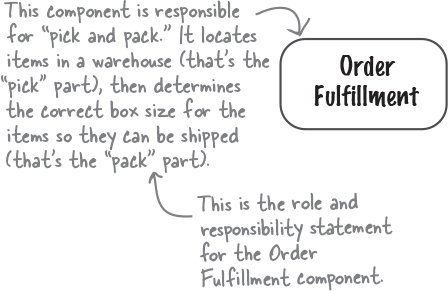 This component is responsible
for “pick and pack.” It locates
items in a warehouse (that’s the
“pick” part), then determines
the correct box size for the
items so they can be shipped
(that’s the “pack” part).
Order
Fulfillment
This is the role and
responsibility statement
for the Order
Fulfillment component.